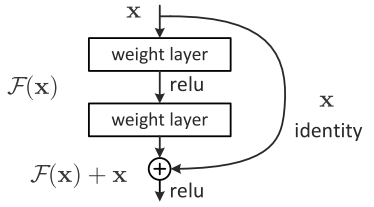 x
weight layer
relu
F(x)
weight layer
x
identity
F(x) + x
+
relu